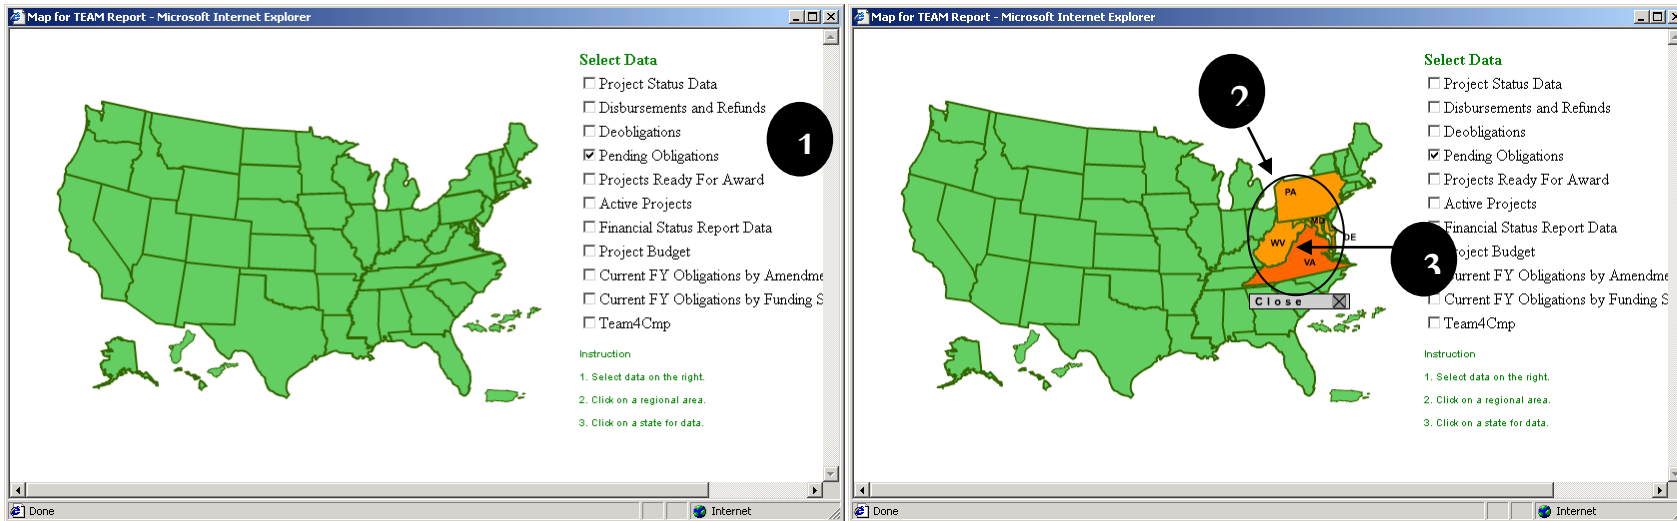 Map for TEAM Report - Microsoft Internet Explorer
Select Data
Project Status Data
Disbursements and Refunds
Deobligations
Pending Obligations
Projects Ready For Award
Active Projects
Financial Status Report Data
Project Budget
Current FY Obligations by Amendme
Current FY Obligations by Funding S
Team4Cmp
Instruction
1. Select data on the right.
2. Click on a regional area.
3. Click on a state for data.
1
Done
Internet
Map for TEAM Report - Microsoft Internet Explorer
2
PA
MD
DE
WV
VA
3
Close
Select Data
Project Status Data
Disbursements and Refunds
Deobligations
Pending Obligations
Projects Ready For Award
Active Projects
Financial Status Report Data
roject Budget
urrent FY Obligations by Amendme
Current FY Obligations by Funding S
Team4Cmp
Instruction
1. Select data on the right.
2. Click on a regional area.
3. Click on a state for data.
Done
Internet